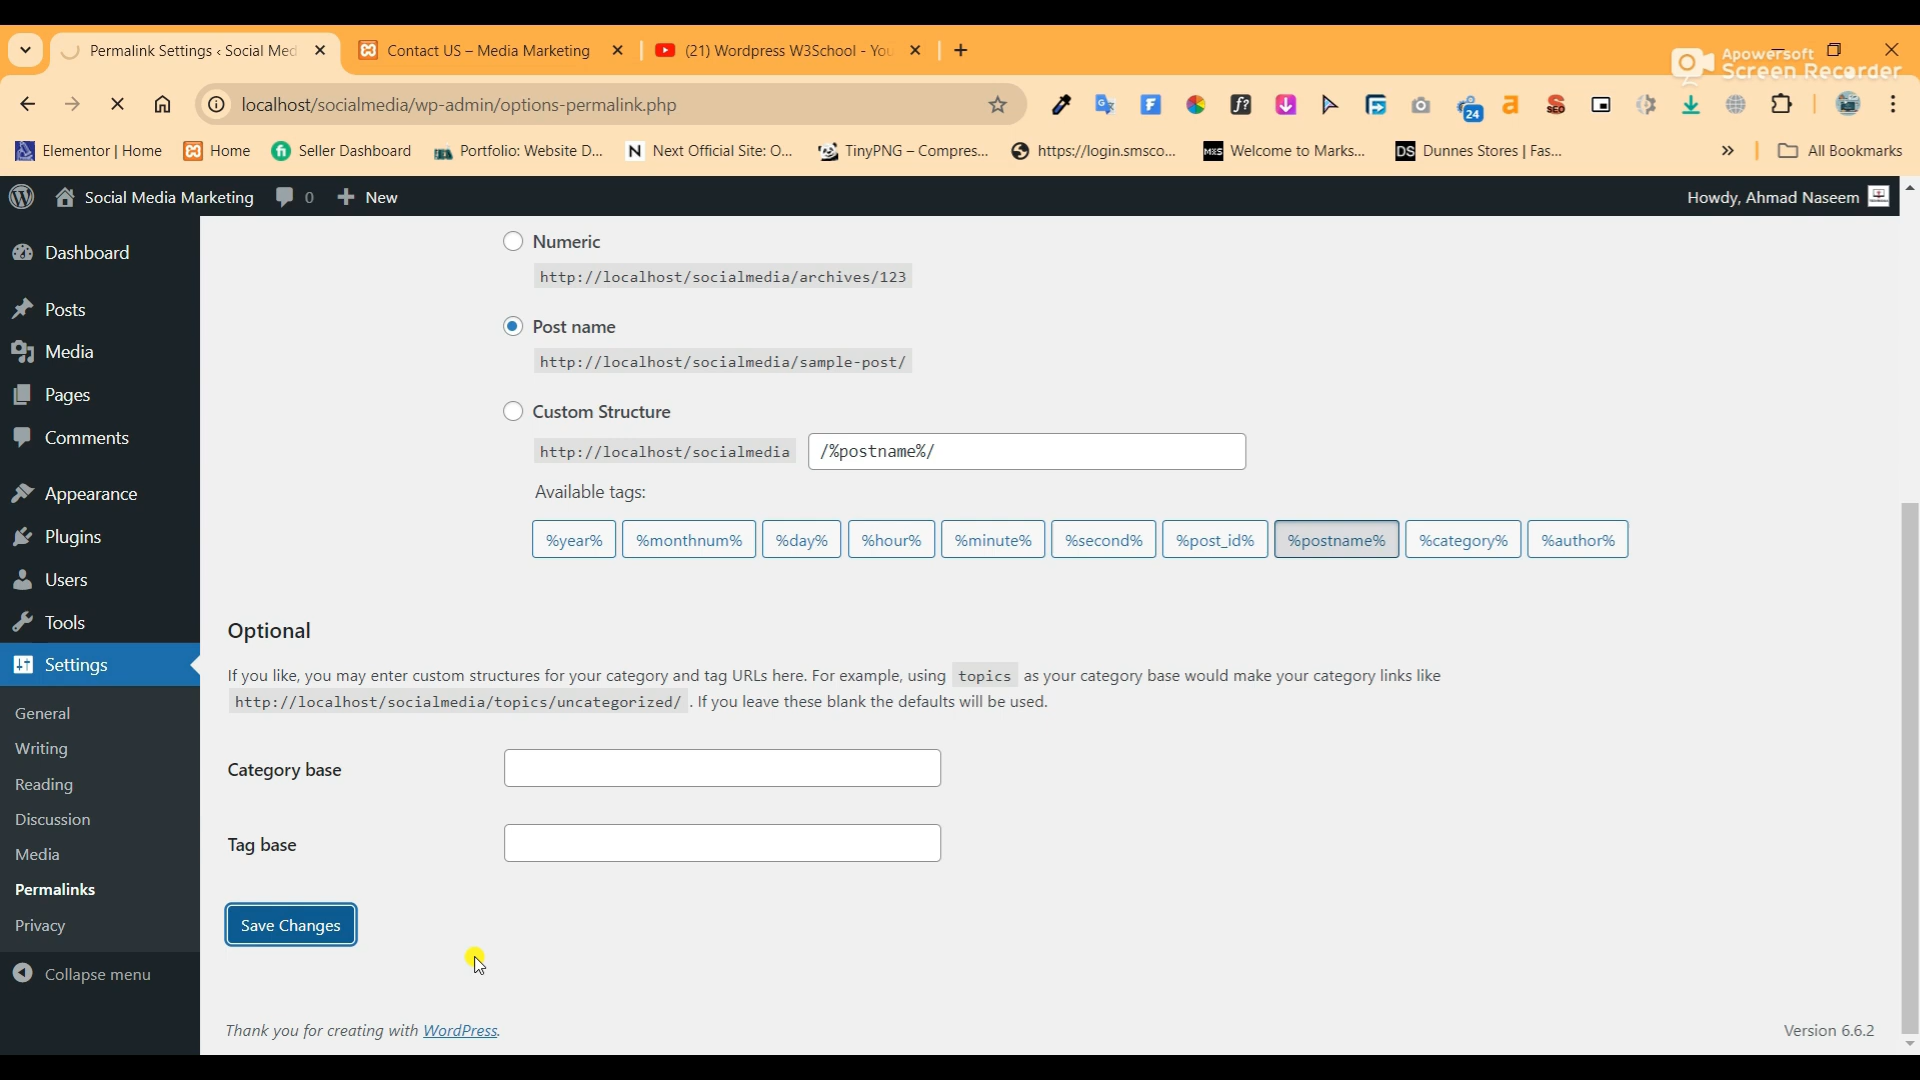 Permalink Settings ‹ Social Med
Contact US – Media Marketing
(21) Wordpress W3School - You
Apowersoft
Screen Recorder
localhost/socialmedia/wp-admin/options-permalink.php
24
SEO
Elementor | Home
Home
Seller Dashboard
Portfolio: Website D...
Next Official Site: O...
TinyPNG – Compres...
https://login.smsco...
Welcome to Marks...
Dunnes Stores | Fas...
All Bookmarks
Social Media Marketing
0
New
Howdy, Ahmad Naseem
Dashboard
Posts
Media
Pages
Comments
Appearance
Plugins
Users
Tools
Settings
General
Writing
Reading
Discussion
Media
Permalinks
Privacy
Collapse menu
Numeric
http://localhost/socialmedia/archives/123
Post name
http://localhost/socialmedia/sample-post/
Custom Structure
http://localhost/socialmedia /%postname%/
Available tags:
%year% %monthnum% %day% %hour% %minute% %second% %post_id% %postname% %category% %author%
Optional
If you like, you may enter custom structures for your category and tag URLs here. For example, using topics as your category base would make your category links like
http://localhost/socialmedia/topics/uncategorized/ . If you leave these blank the defaults will be used.
Category base
Tag base
Save Changes
Thank you for creating with WordPress.
Version 6.6.2